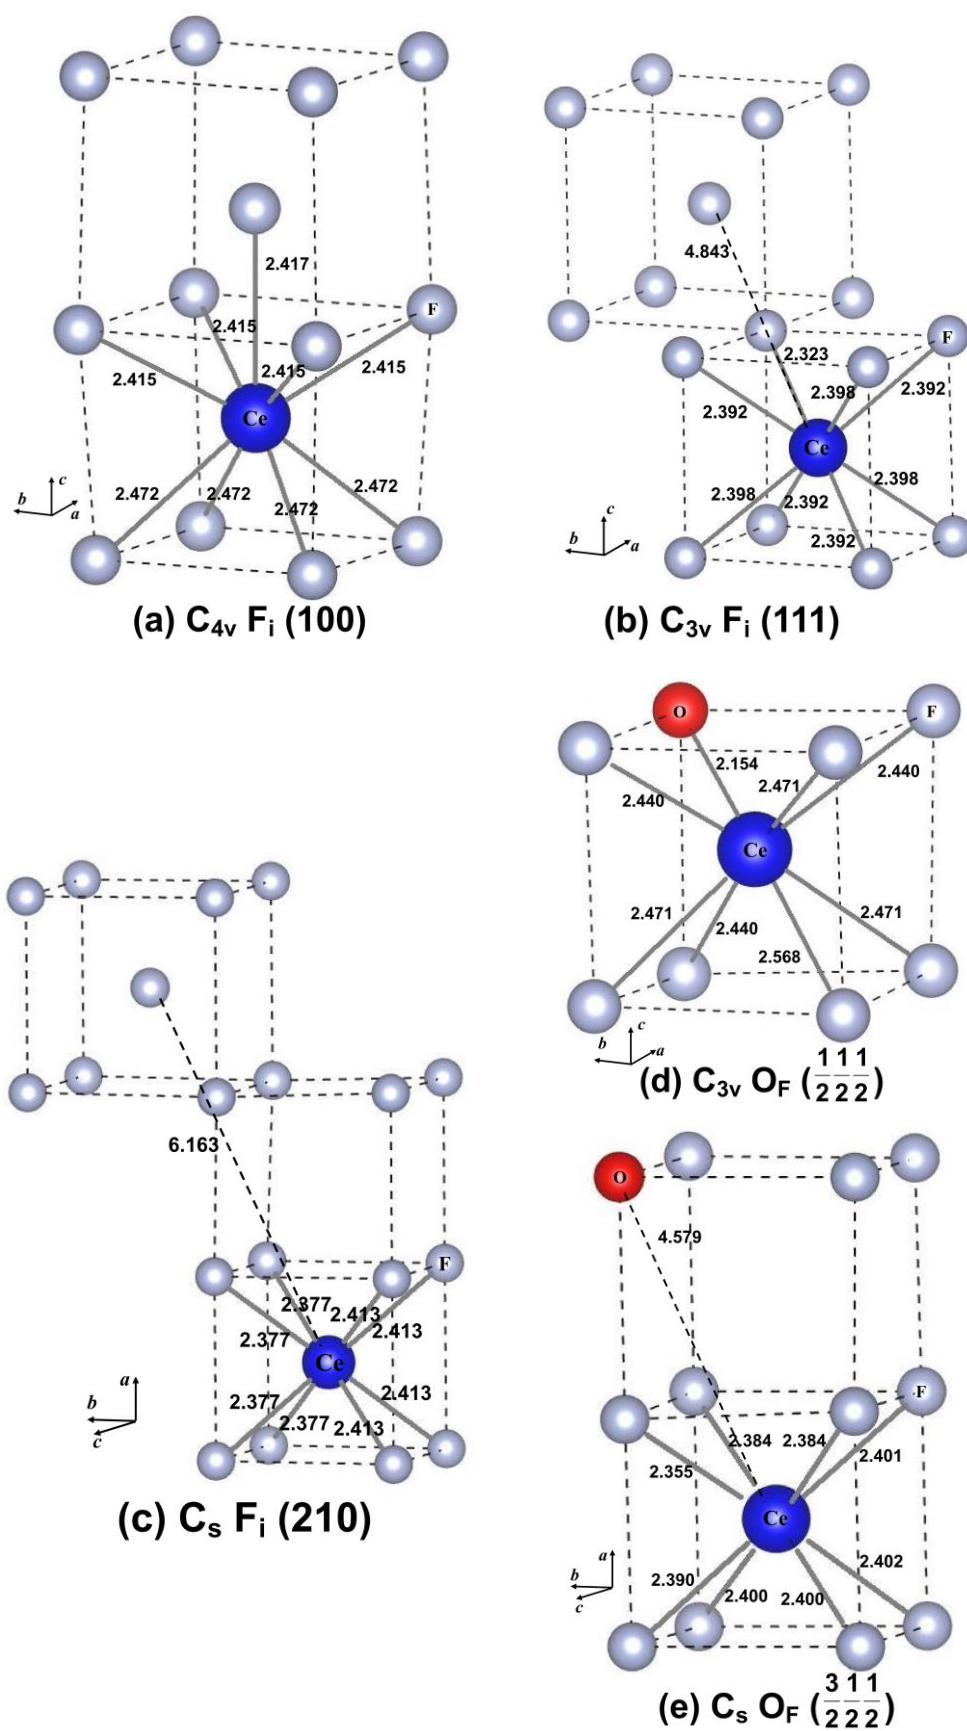 2.417
F
2.415
2.415
2.415
2.415
Ce
2.472
2.472
2.472
2.472
c
b
a
(a) C4v Fi (100)
4.843
F
2.323
2.398
2.392
2.392
Ce
2.398
2.392
2.398
2.392
c
b
a
(b) C3v Fi (111)
6.163
F
2.377
2.413
2.377
2.413
Ce
2.377
2.413
2.377
2.413
a
b
c
(c) Cs Fi (210)
O
F
2.154
2.471
2.440
2.440
Ce
2.471
2.440
2.471
2.568
c
b
a
(d) C3v OF (1/2 1/2 1/2)
O
4.579
F
2.384
2.384
2.401
2.355
Ce
2.390
2.400
2.400
2.402
a
b
c
(e) Cs OF (3/2 1/2 1/2)